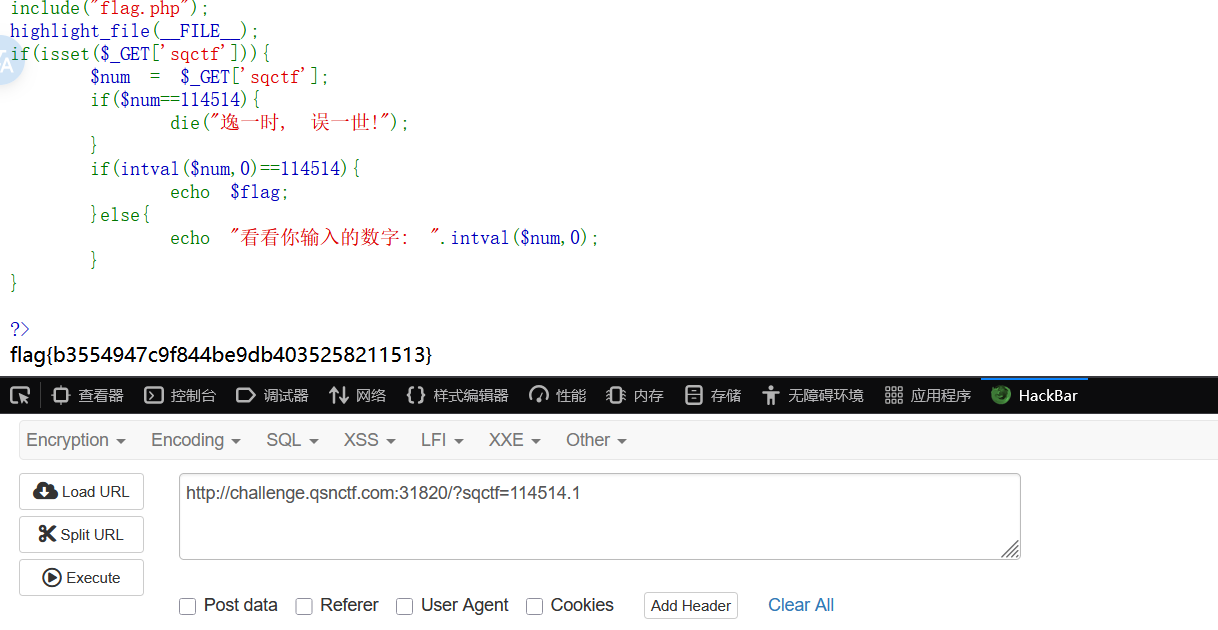 include("flag.php");
highlight_file(__FILE__);
if(isset($_GET['sqctf'])){
$num = $_GET['sqctf'];
if($num==114514){
die("逸一时, 误一世!");
}
if(intval($num,0)==114514){
echo $flag;
}else{
echo "看看你输入的数字: ".intval($num,0);
}
}
?>
flag{b3554947c9f844be9db4035258211513}
查看器 控制台 调试器 网络 样式编辑器 性能 内存 存储 无障碍环境 应用程序 HackBar
Encryption Encoding SQL XSS LFI XXE Other
Load URL http://challenge.qsnctf.com:31820/?sqctf=114514.1
Split URL
Execute
Post data Referer User Agent Cookies Add Header Clear All